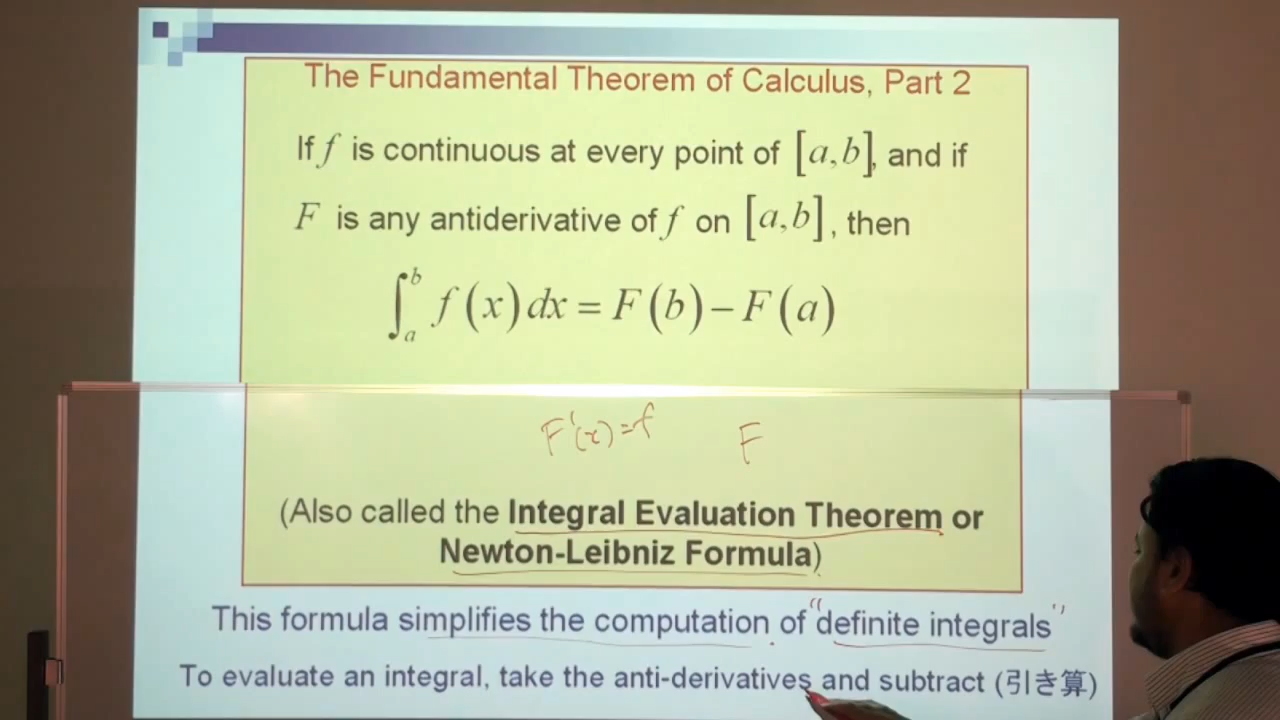 The Fundamental Theorem of Calculus, Part 2
If f is continuous at every point of [a,b], and if
F is any antiderivative of f on [a,b], then
∫ₐᵇ f(x)dx = F(b) − F(a)
F'(x)=f F
(Also called the Integral Evaluation Theorem or
Newton-Leibniz Formula)
This formula simplifies the computation of "definite integrals"
To evaluate an integral, take the anti-derivatives and subtract (引き算)